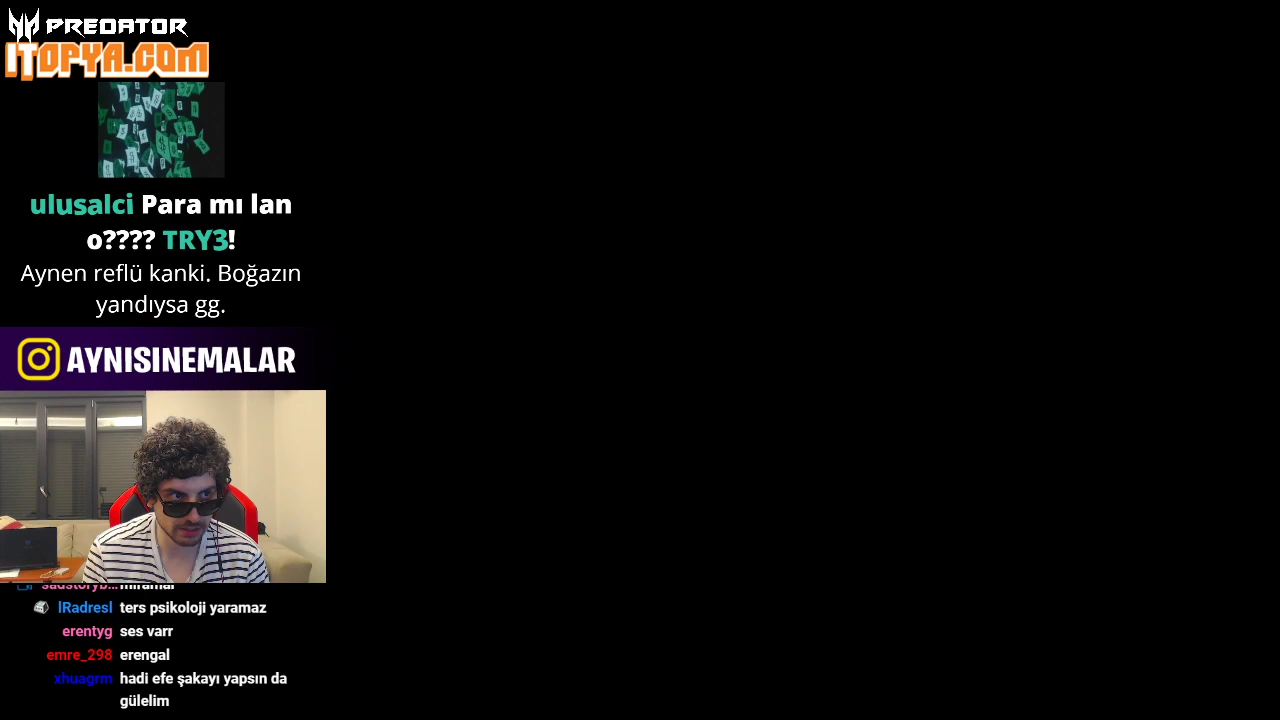 PREDATOR
ITOPYA.COM
ulusalci Para mı lan
o???? TRY3!
Aynen reflü kanki. Boğazın
yandıysa gg.
AYNISINEMALAR
lRadresl ters psikoloji yaramaz
erentyg ses varr
emre_298 erengal
xhuagrm hadi efe şakayı yapsın da
gülelim